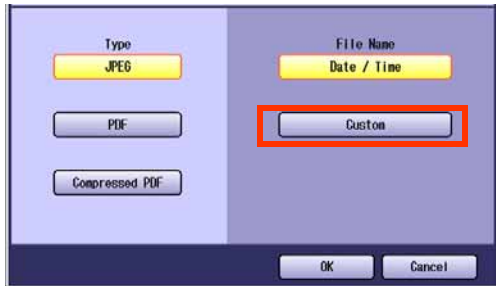 Type
JPEG
PDF
Compressed PDF
File Name
Date / Time
Custom
OK
Cancel